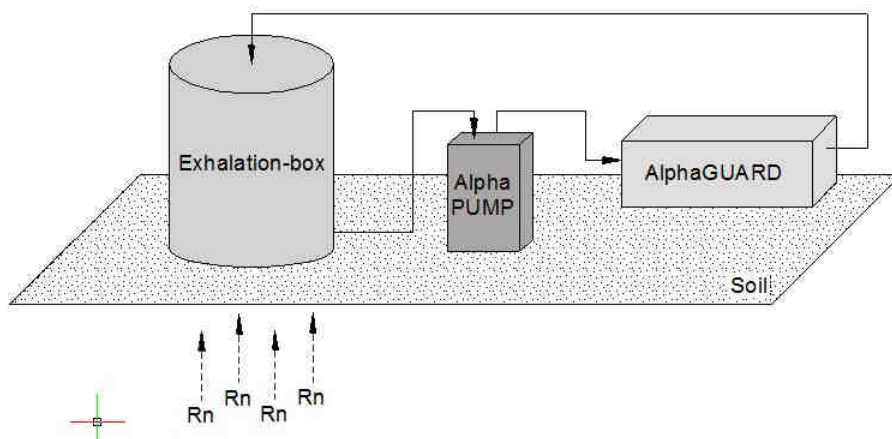 Exhalation-box
Alpha
PUMP
AlphaGUARD
Soil
Rn
Rn
Rn
Rn